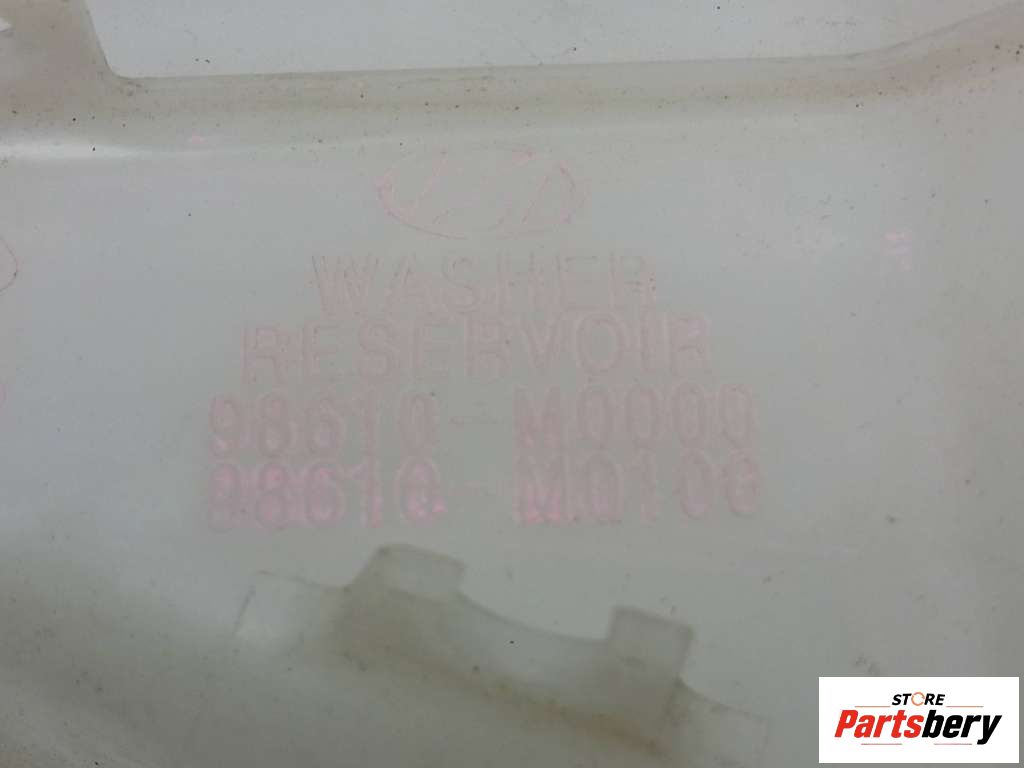 WASHER
RESERVOIR
98610-M0000
98610-M0100
STORE
Partsbery